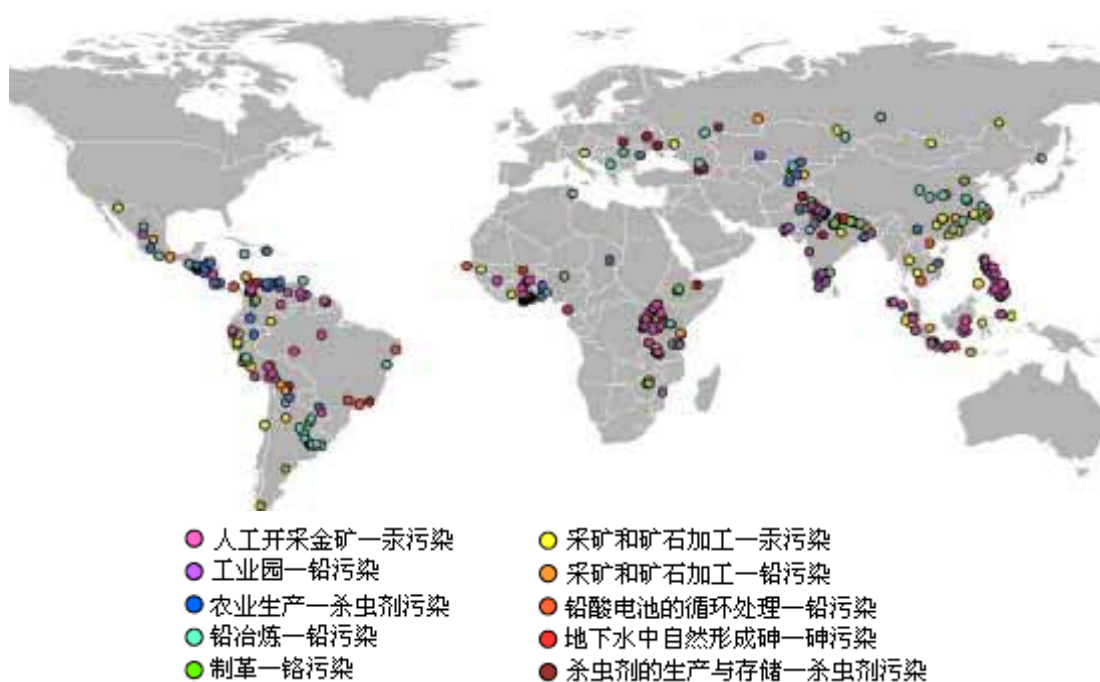 人工开采金矿一汞污染
工业园一铅污染
农业生产一杀虫剂污染
铅冶炼一铅污染
制革一铬污染
采矿和矿石加工一汞污染
采矿和矿石加工一铅污染
铅酸电池的循环处理一铅污染
地下水中自然形成砷一砷污染
杀虫剂的生产与存储一杀虫剂污染